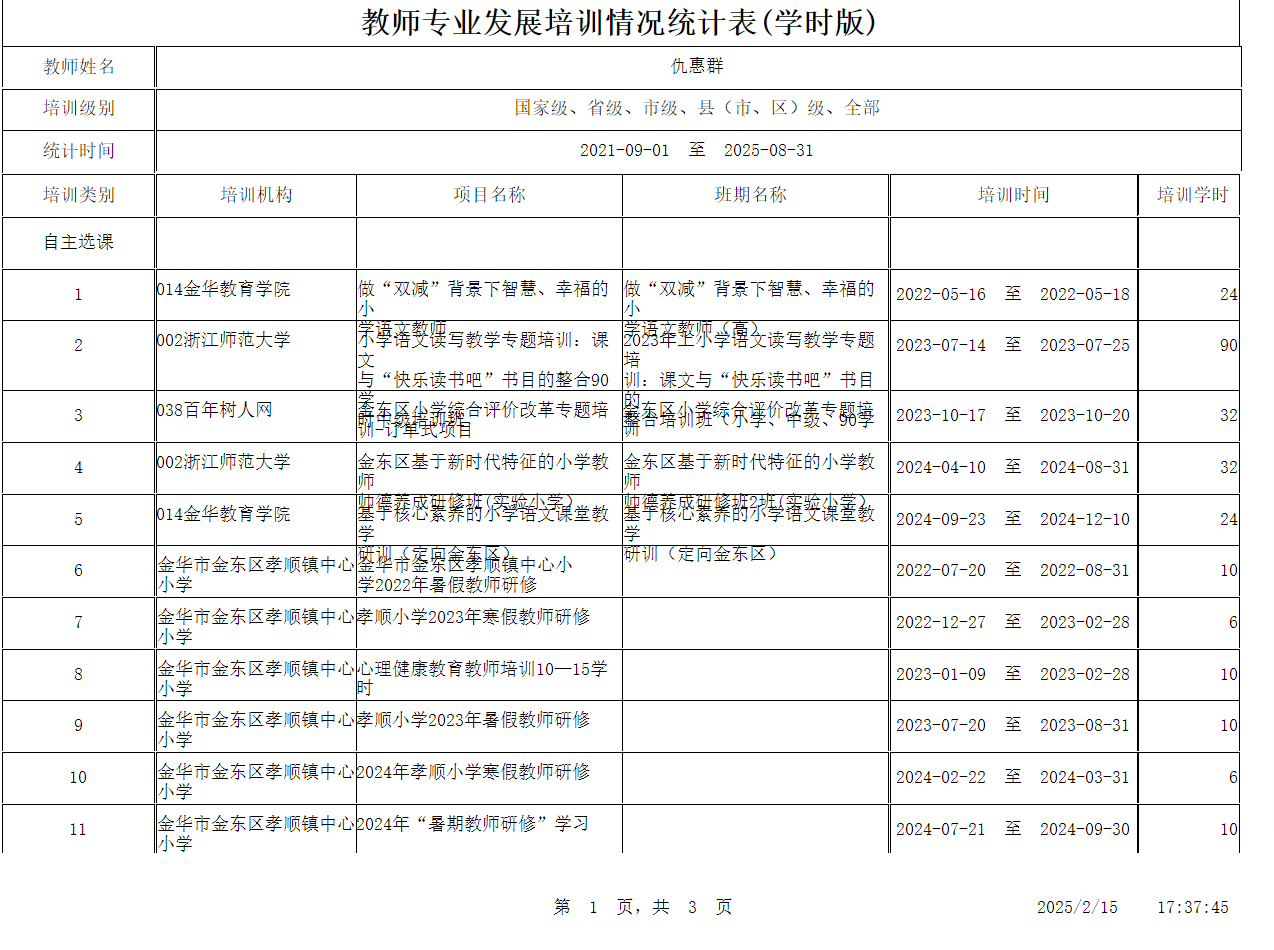 教师专业发展培训情况统计表(学时版)
教师姓名 仇惠群
培训级别 国家级、省级、市级、县（市、区）级、全部
统计时间 2021-09-01 至 2025-08-31
培训类别 培训机构 项目名称 班期名称 培训时间 培训学时
自主选课
1 014金华教育学院 做“双减”背景下智慧、幸福的小 做“双减”背景下智慧、幸福的小 2022-05-16 至 2022-05-18 24
学语文教师 学语文教师（高）
2 002浙江师范大学 小学语文读写教学专题培训：课文 2023年上小学语文读写教学专题培 2023-07-14 至 2023-07-25 90
与“快乐读书吧”书目的整合90学 训：课文与“快乐读书吧”书目的
时中级培训班 整合培训班（小学、中级、90学
3 038百年树人网 金东区小学综合评价改革专题培 金东区小学综合评价改革专题培 2023-10-17 至 2023-10-20 32
训-订单式项目 训
4 002浙江师范大学 金东区基于新时代特征的小学教师 金东区基于新时代特征的小学教师 2024-04-10 至 2024-08-31 32
师德养成研修班(实验小学） 师德养成研修班2班(实验小学）
5 014金华教育学院 基于核心素养的小学语文课堂教学 基于核心素养的小学语文课堂教学 2024-09-23 至 2024-12-10 24
研训（定向金东区） 研训（定向金东区）
6 金华市金东区孝顺镇中心 金华市金东区孝顺镇中心小 2022-07-20 至 2022-08-31 10
小学 学2022年暑假教师研修
7 金华市金东区孝顺镇中心 孝顺小学2023年寒假教师研修 2022-12-27 至 2023-02-28 6
小学
8 金华市金东区孝顺镇中心 心理健康教育教师培训10—15学 2023-01-09 至 2023-02-28 10
小学 时
9 金华市金东区孝顺镇中心 孝顺小学2023年暑假教师研修 2023-07-20 至 2023-08-31 10
小学
10 金华市金东区孝顺镇中心 2024年孝顺小学寒假教师研修 2024-02-22 至 2024-03-31 6
小学
11 金华市金东区孝顺镇中心 2024年“暑期教师研修”学习 2024-07-21 至 2024-09-30 10
小学
第 1 页，共 3 页 2025/2/15 17:37:45